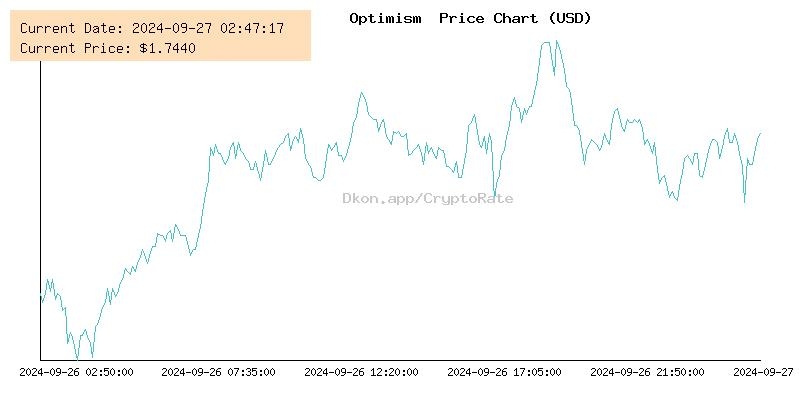 Optimism Price Chart (USD)
Current Date: 2024-09-27 02:47:17
Current Price: $1.7440
Dkon.app/CryptoRate
2024-09-26 02:50:00 2024-09-26 07:35:00 2024-09-26 12:20:00 2024-09-26 17:05:00 2024-09-26 21:50:00 2024-09-27